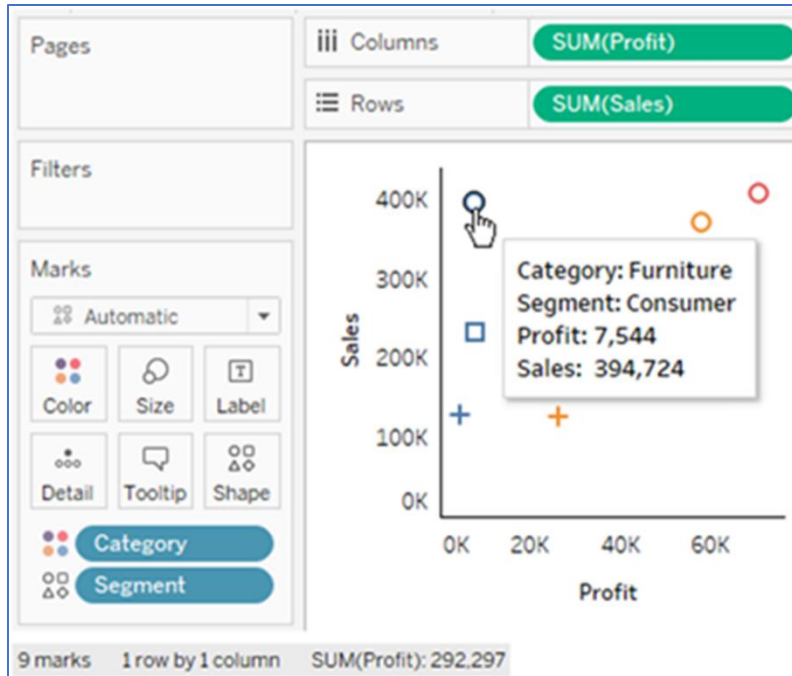 Pages
Columns SUM(Profit)
Rows SUM(Sales)
Filters
Marks
Automatic
Color Size Label
Detail Tooltip Shape
Category
Segment
400K
300K
200K
100K
0K
Sales
Category: Furniture
Segment: Consumer
Profit: 7,544
Sales: 394,724
0K 20K 40K 60K
Profit
9 marks 1 row by 1 column SUM(Profit): 292,297